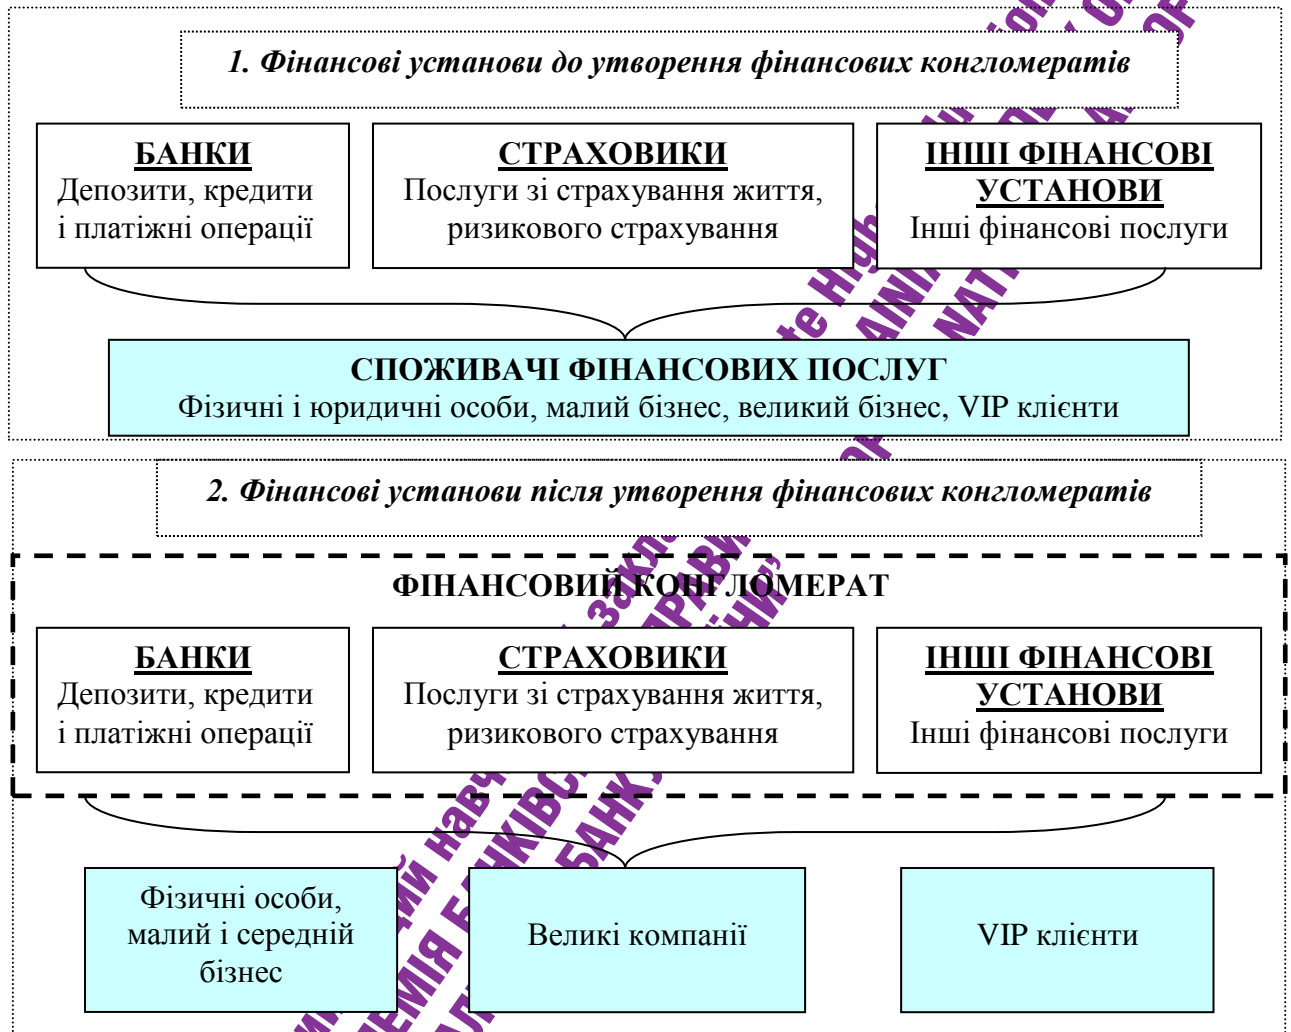 1. Фінансові установи до утворення фінансових конгломератів
БАНКИ
Депозити, кредити
і платіжні операції
СТРАХОВИКИ
Послуги зі страхування життя,
ризикового страхування
ІНШІ ФІНАНСОВІ
УСТАНОВИ
Інші фінансові послуги
СПОЖИВАЧІ ФІНАНСОВИХ ПОСЛУГ
Фізичні і юридичні особи, малий бізнес, великий бізнес, VIP клієнти
2. Фінансові установи після утворення фінансових конгломератів
ФІНАНСОВИЙ КОНГЛОМЕРАТ
БАНКИ
Депозити, кредити
і платіжні операції
СТРАХОВИКИ
Послуги зі страхування життя,
ризикового страхування
ІНШІ ФІНАНСОВІ
УСТАНОВИ
Інші фінансові послуги
Фізичні особи,
малий і середній
бізнес
Великі компанії
VIP клієнти